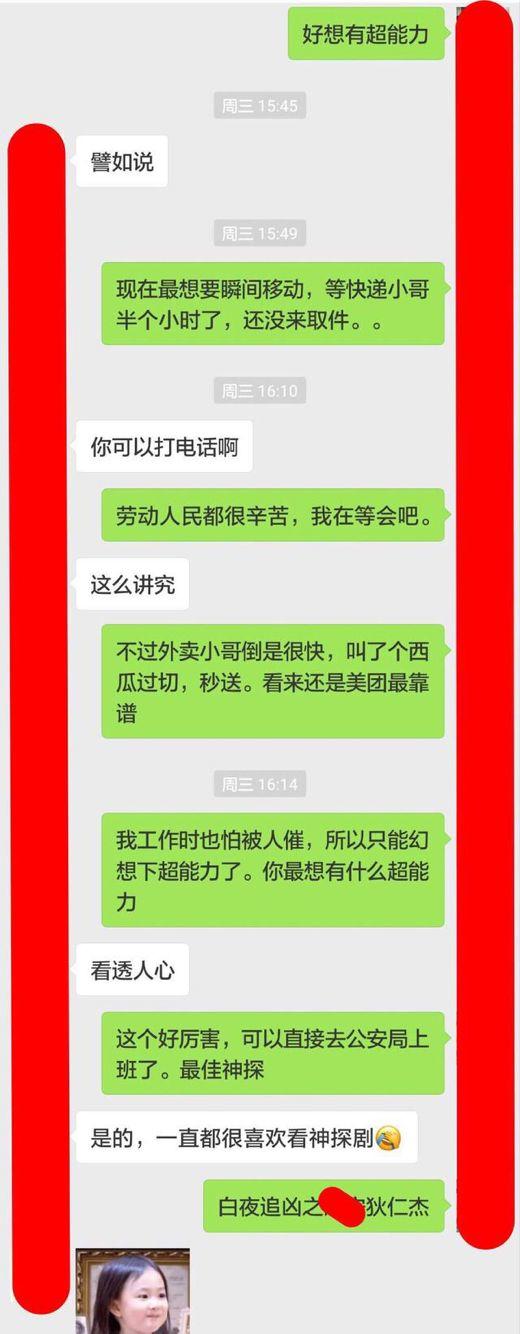 好想有超能力
周三 15:45
譬如说
周三 15:49
现在最想要瞬间移动，等快递小哥
半个小时了，还没来取件。。
周三 16:10
你可以打电话啊
劳动人民都很辛苦，我在等会吧。
这么讲究
不过外卖小哥倒是很快，叫了个西
瓜过切，秒送。看来还是美团最靠
谱
周三 16:14
我工作时也怕被人催，所以只能幻
想下超能力了。你最想有什么超能
力
看透人心
这个好厉害，可以直接去公安局上
班了。最佳神探
是的，一直都很喜欢看神探剧
白夜追凶之狄仁杰